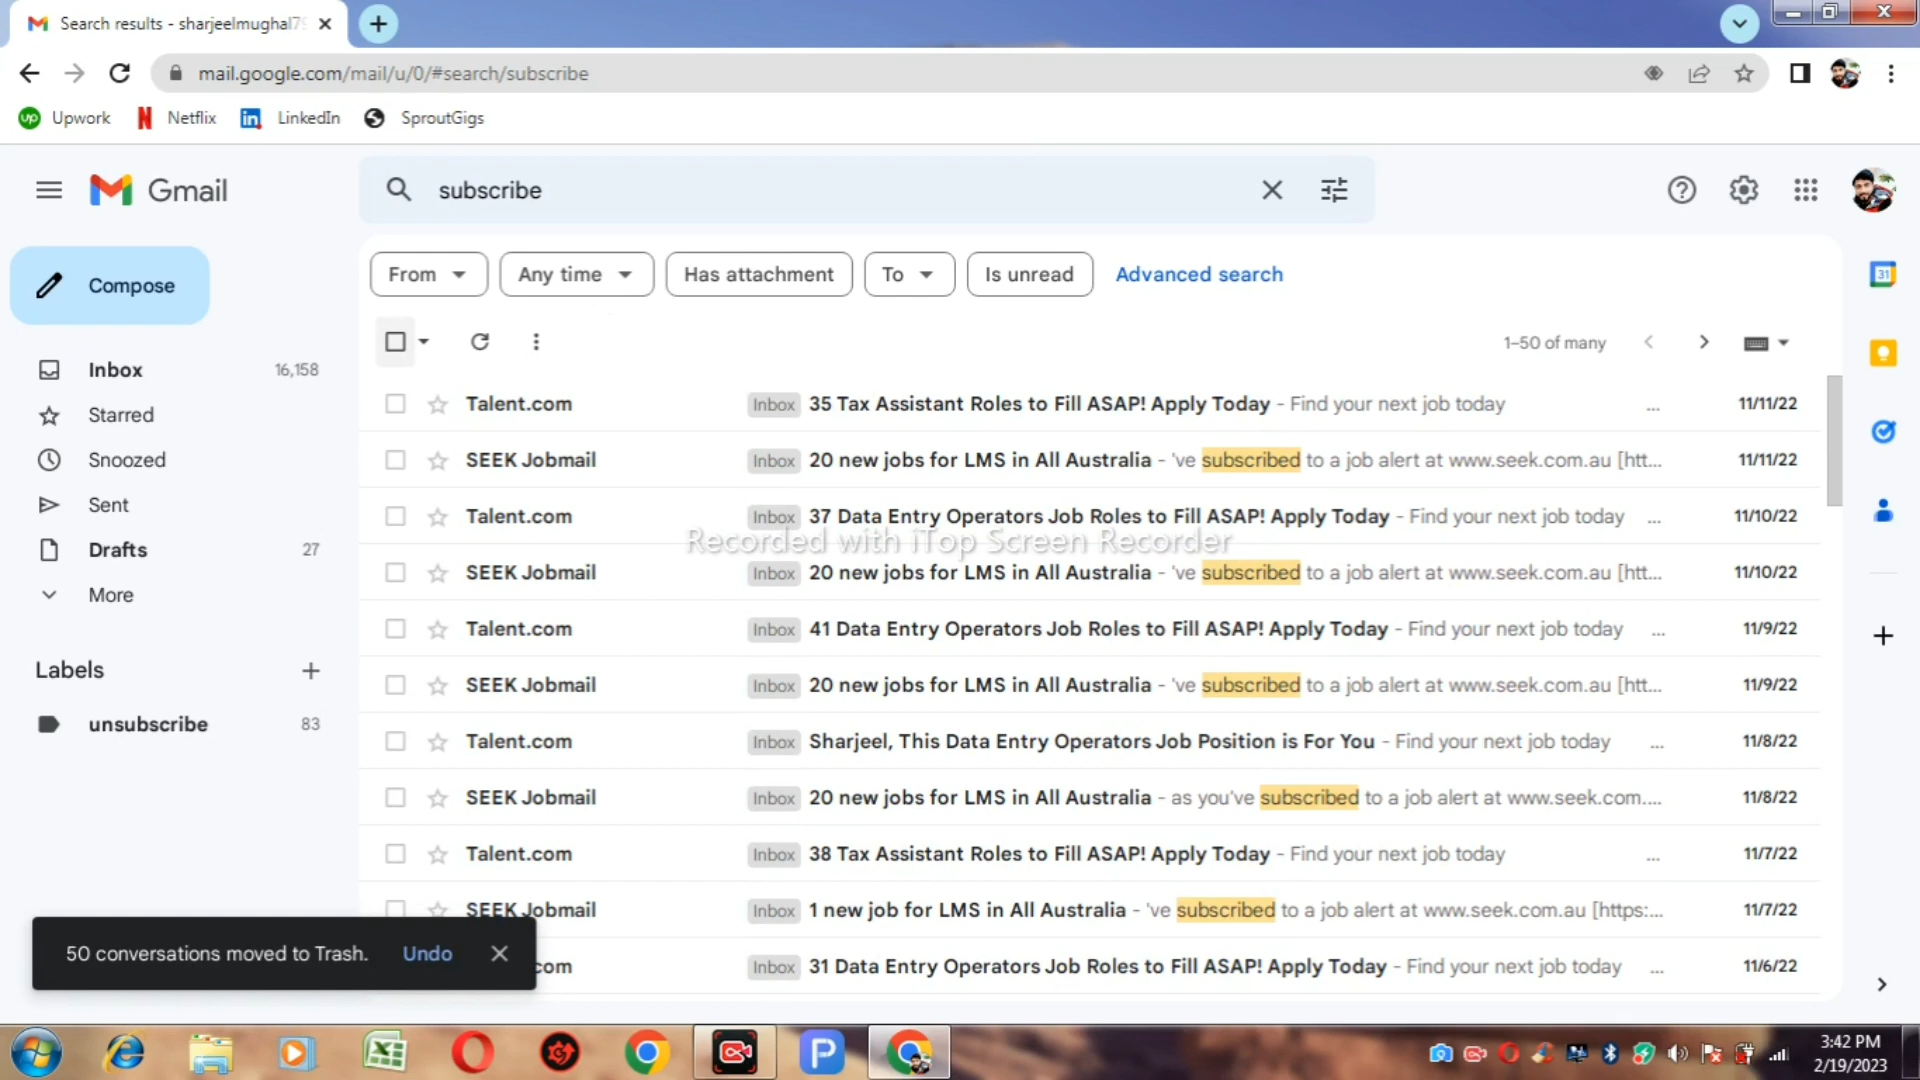 Search results - sharjeelmughal79
mail.google.com/mail/u/0/#search/subscribe
Upwork Netflix LinkedIn SproutGigs
Gmail
subscribe
Compose
From Any time Has attachment To Is unread Advanced search
1–50 of many
Inbox 16,158
Starred
Snoozed
Sent
Drafts 27
More
Labels
unsubscribe 83
Talent.com Inbox 35 Tax Assistant Roles to Fill ASAP! Apply Today - Find your next job today ... 11/11/22
SEEK Jobmail Inbox 20 new jobs for LMS in All Australia - 've subscribed to a job alert at www.seek.com.au [htt... 11/11/22
Talent.com Inbox 37 Data Entry Operators Job Roles to Fill ASAP! Apply Today - Find your next job today ... 11/10/22
Recorded with iTop Screen Recorder
SEEK Jobmail Inbox 20 new jobs for LMS in All Australia - 've subscribed to a job alert at www.seek.com.au [htt... 11/10/22
Talent.com Inbox 41 Data Entry Operators Job Roles to Fill ASAP! Apply Today - Find your next job today ... 11/9/22
SEEK Jobmail Inbox 20 new jobs for LMS in All Australia - 've subscribed to a job alert at www.seek.com.au [htt... 11/9/22
Talent.com Inbox Sharjeel, This Data Entry Operators Job Position is For You - Find your next job today ... 11/8/22
SEEK Jobmail Inbox 20 new jobs for LMS in All Australia - as you've subscribed to a job alert at www.seek.com.... 11/8/22
Talent.com Inbox 38 Tax Assistant Roles to Fill ASAP! Apply Today - Find your next job today ... 11/7/22
SEEK Jobmail Inbox 1 new job for LMS in All Australia - 've subscribed to a job alert at www.seek.com.au [https:... 11/7/22
com Inbox 31 Data Entry Operators Job Roles to Fill ASAP! Apply Today - Find your next job today ... 11/6/22
50 conversations moved to Trash. Undo
31
3:42 PM
2/19/2023